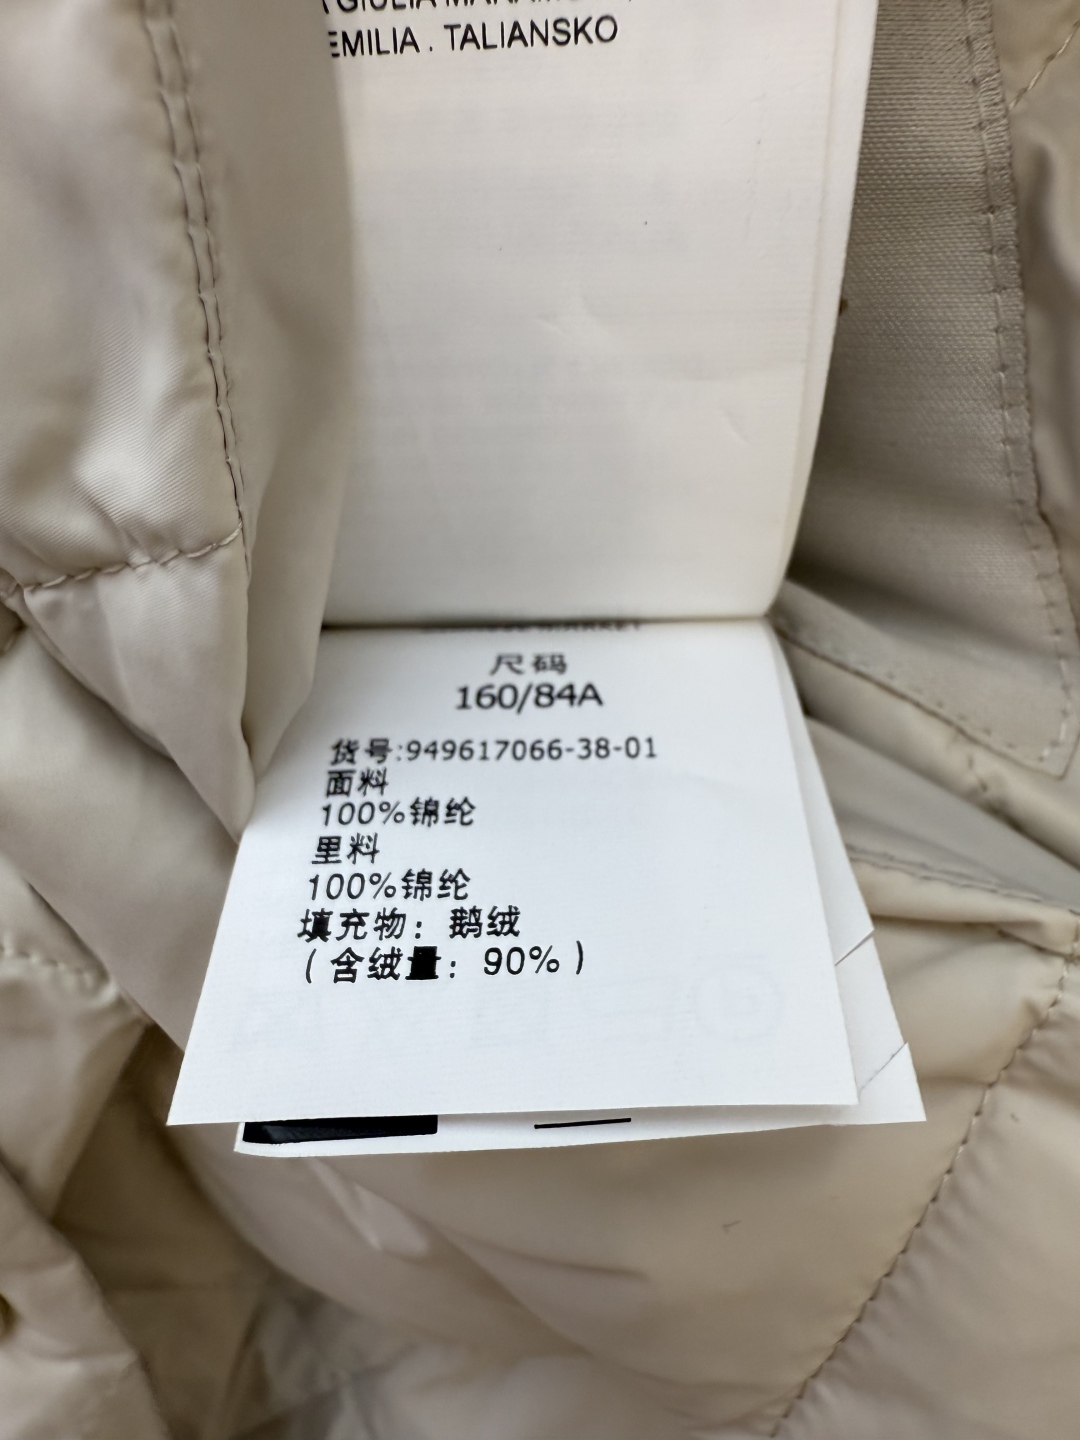 GIULIA
EMILIA . TALIANSKO
尺码
160/84A
货号:949617066-38-01
面料
100%锦纶
里料
100%锦纶
填充物：鹅绒
（含绒量：90%）